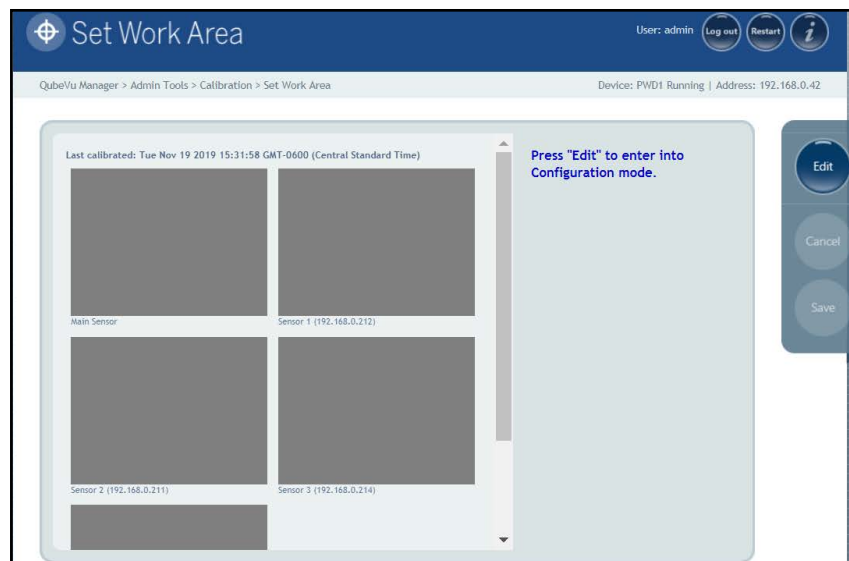 Set Work Area
User: admin
Log out
Restart
i
QubeVu Manager > Admin Tools > Calibration > Set Work Area
Device: PWD1 Running | Address: 192.168.0.42
Last calibrated: Tue Nov 19 2019 15:31:58 GMT-0600 (Central Standard Time)
Main Sensor
Sensor 1 (192.168.0.212)
Sensor 2 (192.168.0.211)
Sensor 3 (192.168.0.214)
Press "Edit" to enter into
Configuration mode.
Edit
Cancel
Save